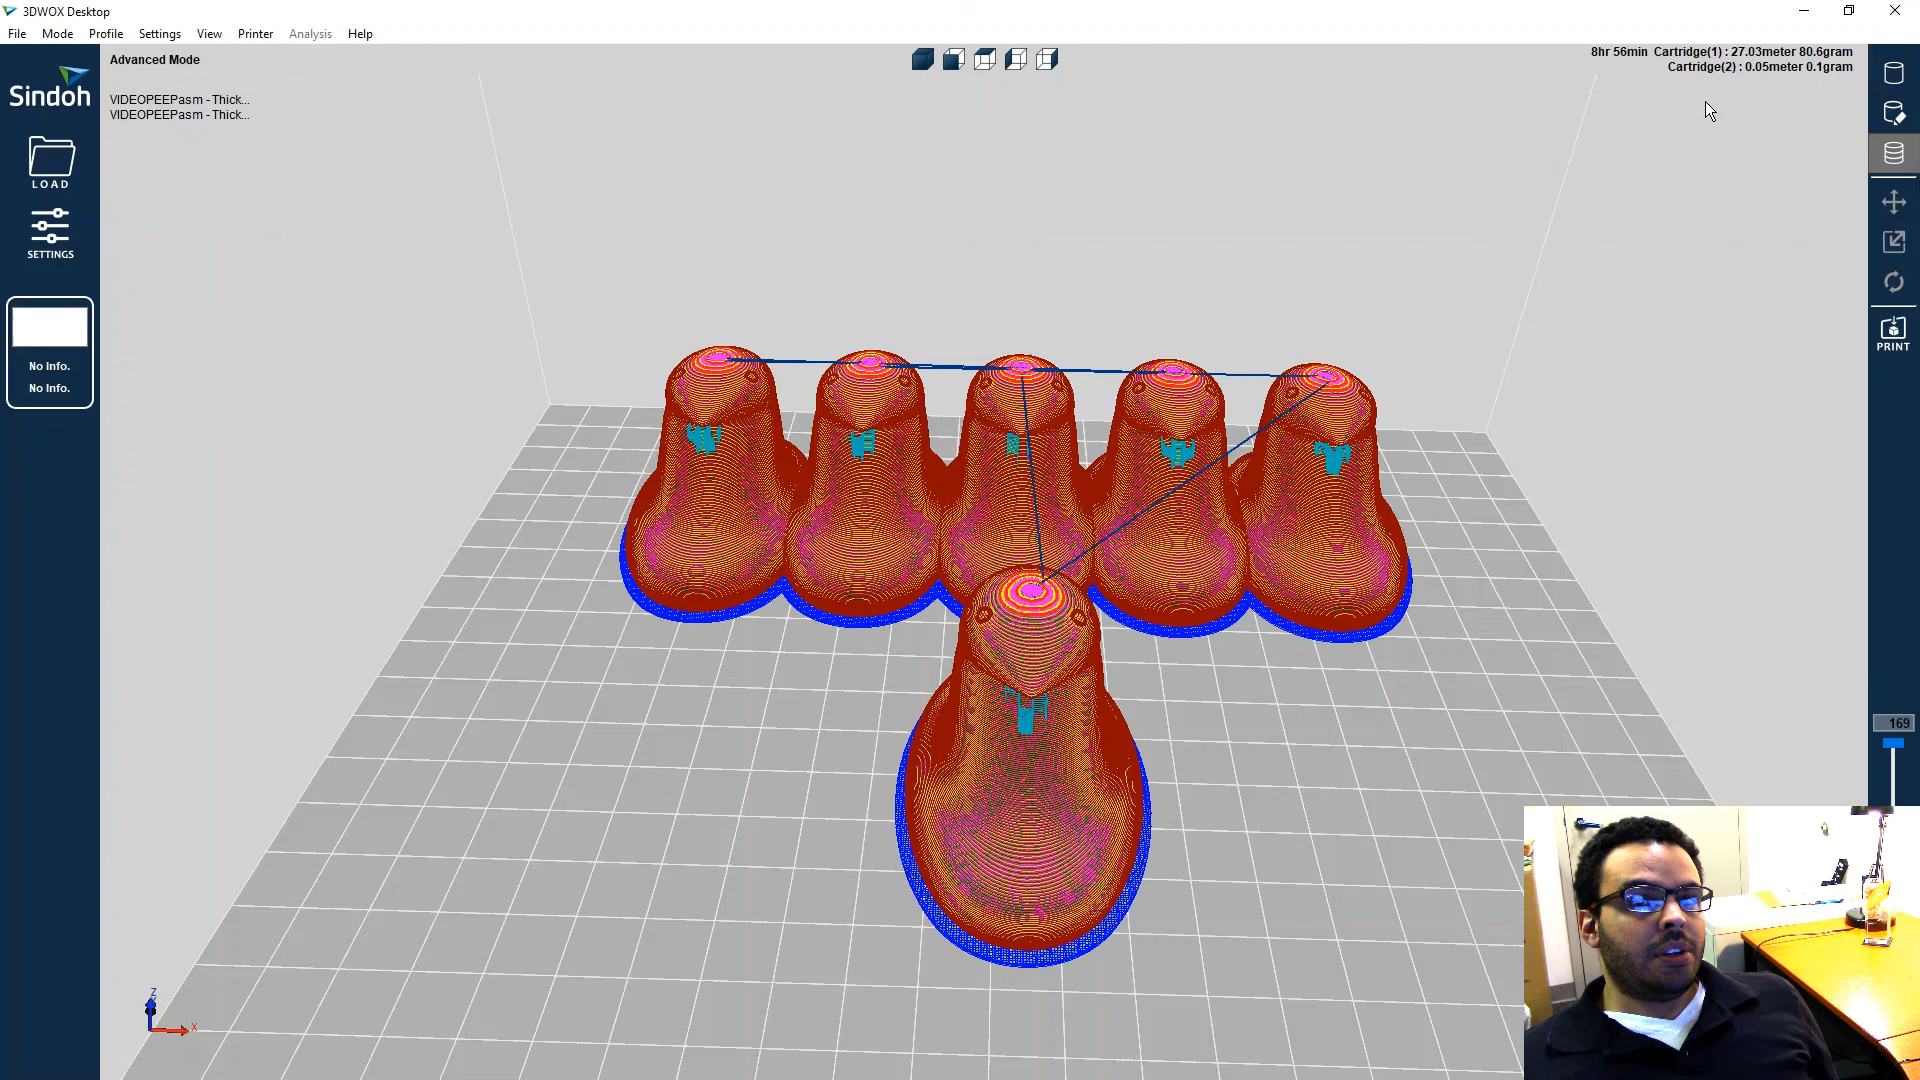 3DWOX Desktop
File Mode Profile Settings View Printer Analysis Help
Advanced Mode
8hr 56min Cartridge(1) : 27.03meter 80.6gram
Cartridge(2) : 0.05meter 0.1gram
Sindoh
VIDEOPEEPasm - Thick...
VIDEOPEEPasm - Thick...
LOAD
SETTINGS
No Info.
No Info.
PRINT
169
Z
X